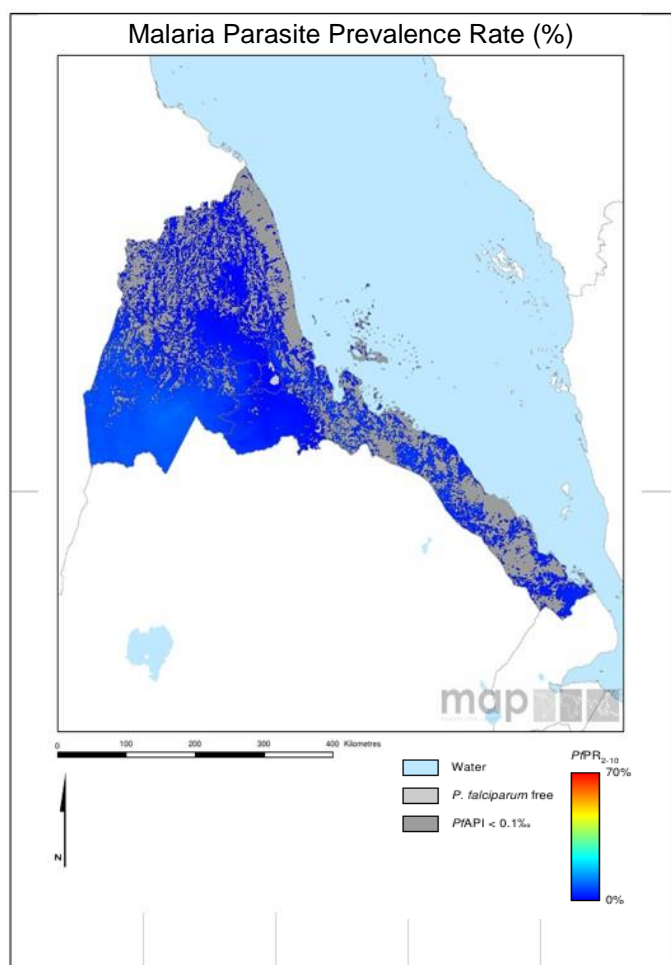 Malaria Parasite Prevalence Rate (%)
map
0 100 200 300 400 Kilometres
N
Water
P. falciparum free
PfAPI < 0.1‰
PfPR2-10
70%
0%